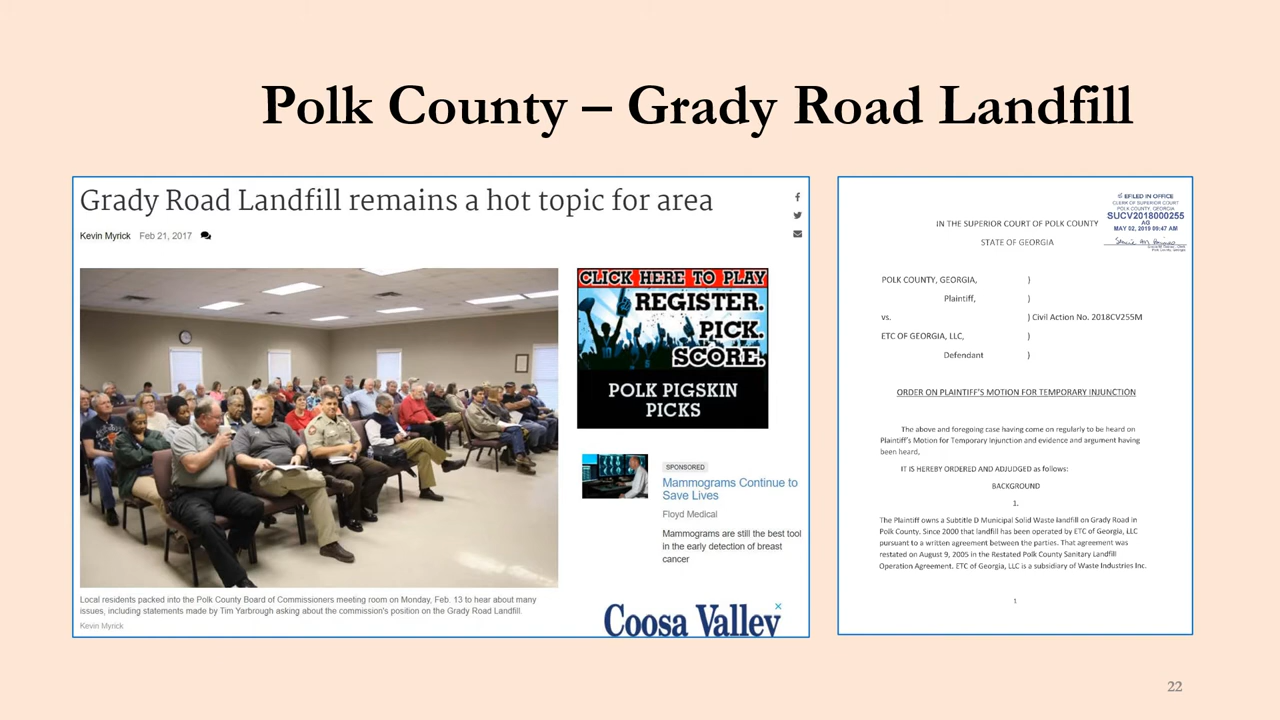 Polk County – Grady Road Landfill
Grady Road Landfill remains a hot topic for area
Kevin Myrick Feb 21, 2017
CLICK HERE TO PLAY
REGISTER.
PICK.
SCORE.
POLK PIGSKIN
PICKS
SPONSORED
Mammograms Continue to
Save Lives
Floyd Medical
Mammograms are still the best tool
in the early detection of breast
cancer
Local residents packed into the Polk County Board of Commissioners meeting room on Monday, Feb. 13 to hear about many
issues, including statements made by Tim Yarbrough asking about the commission's position on the Grady Road Landfill.
Kevin Myrick
Coosa Valley
EFILED IN OFFICE
CLERK OF SUPERIOR COURT
POLK COUNTY, GEORGIA
SUCV2018000255
AG
MAY 02, 2019 09:47 AM
IN THE SUPERIOR COURT OF POLK COUNTY
STATE OF GEORGIA
POLK COUNTY, GEORGIA, )
Plaintiff, )
vs. ) Civil Action No. 2018CV255M
ETC OF GEORGIA, LLC, )
Defendant )
ORDER ON PLAINTIFF'S MOTION FOR TEMPORARY INJUNCTION
The above and foregoing case having come on regularly to be heard on
Plaintiff's Motion for Temporary Injunction and evidence and argument having
been heard,
IT IS HEREBY ORDERED AND ADJUDGED as follows:
BACKGROUND
1.
The Plaintiff owns a Subtitle D Municipal Solid Waste landfill on Grady Road in
Polk County. Since 2000 that landfill has been operated by ETC of Georgia, LLC
pursuant to a written agreement between the parties. That agreement was
restated on August 9, 2005 in the Restated Polk County Sanitary Landfill
Operation Agreement. ETC of Georgia, LLC is a subsidiary of Waste Industries Inc.
1
22